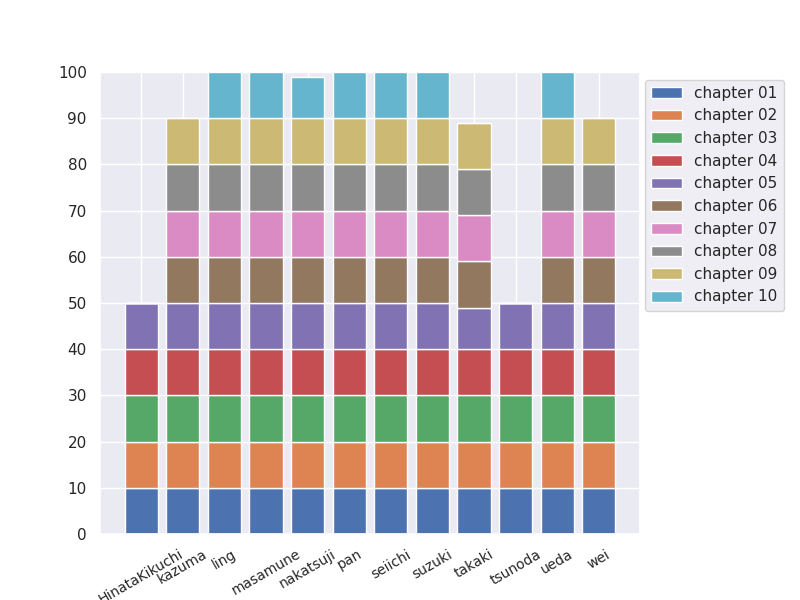 100
90
80
70
60
50
40
30
20
10
0
HinataKikuchi
kazuma
ling
masamune
nakatsuji
pan
seiichi
suzuki
takaki
tsunoda
ueda
wei
chapter 01
chapter 02
chapter 03
chapter 04
chapter 05
chapter 06
chapter 07
chapter 08
chapter 09
chapter 10